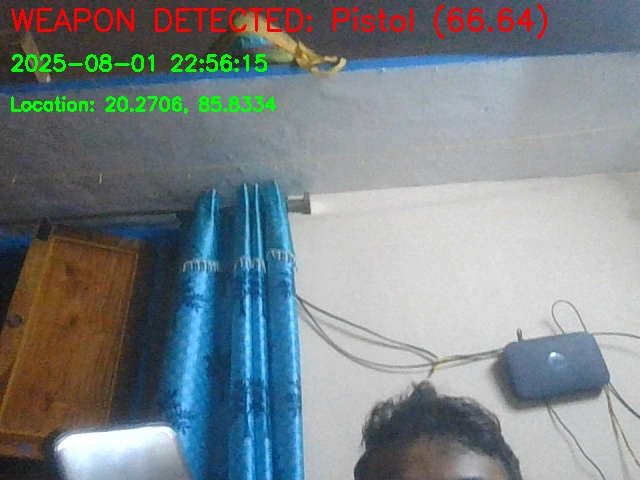 WEAPON DETECTED: Pistol (66.64)
2025-08-01 22:56:15
Location: 20.2706, 85.8334